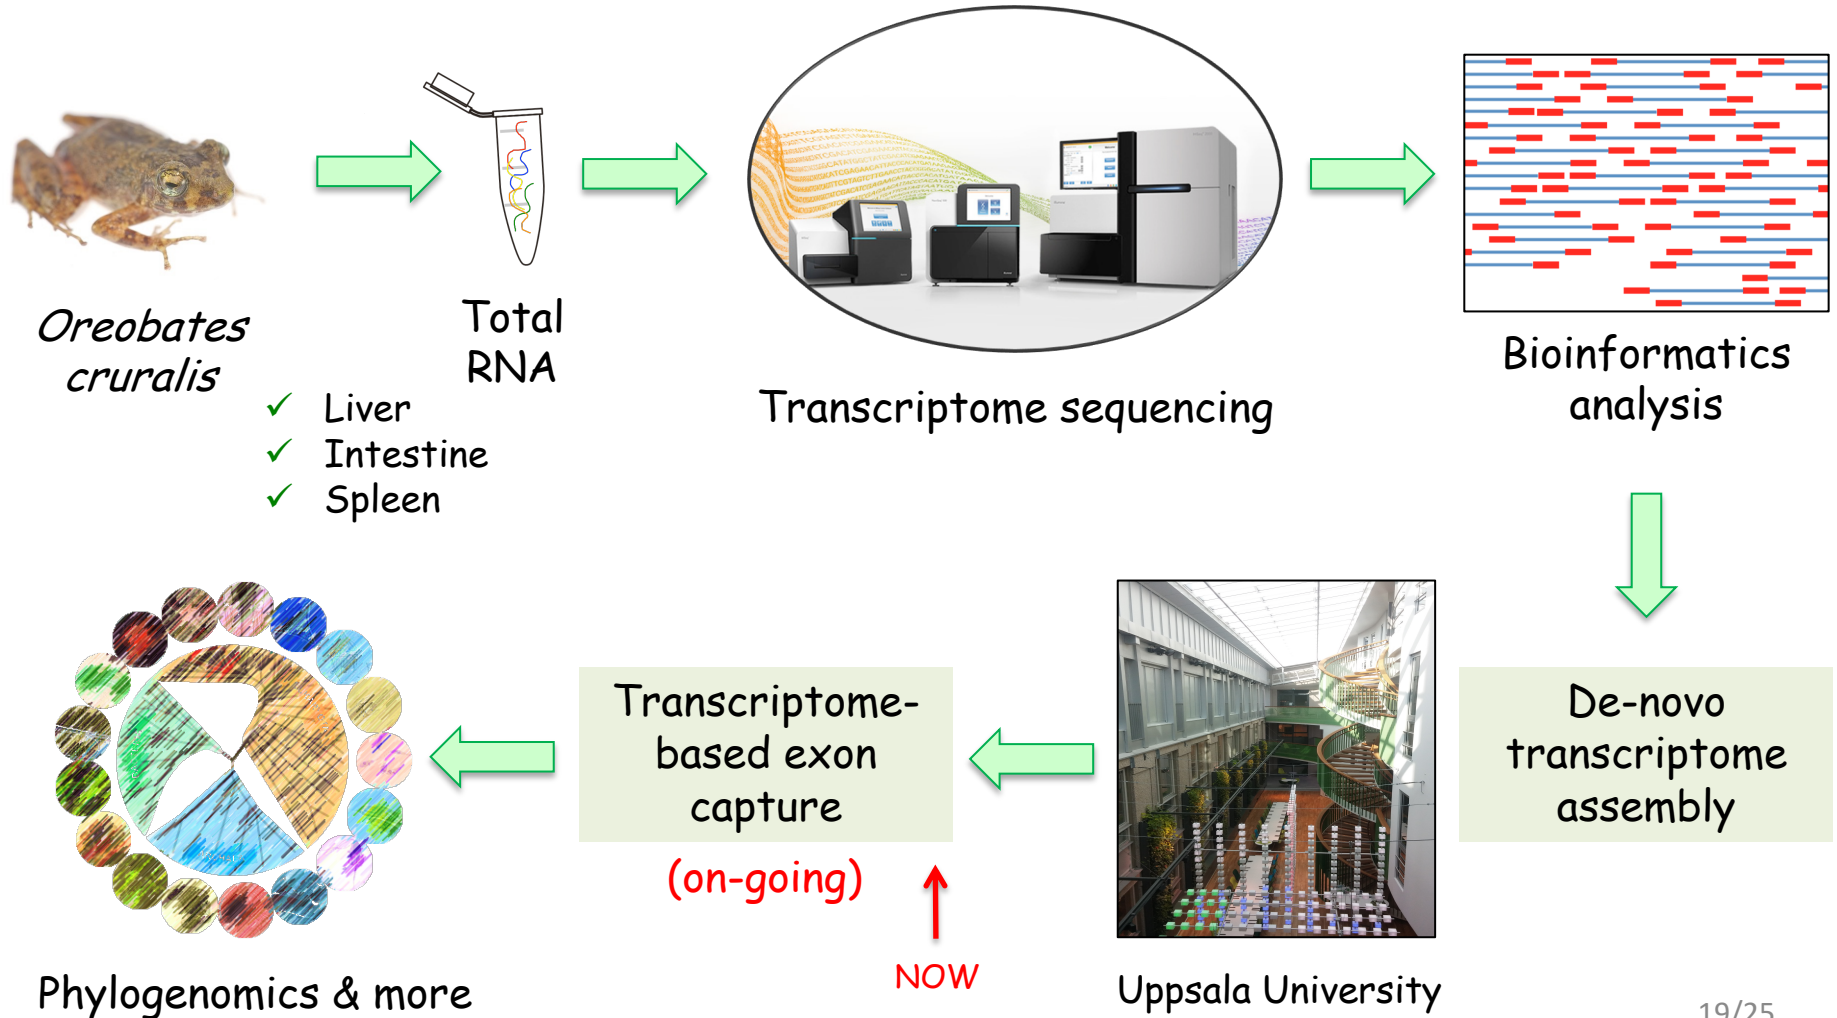 Oreobates
cruralis
Total
RNA
✓ Liver
✓ Intestine
✓ Spleen
Transcriptome sequencing
Bioinformatics
analysis
De-novo
transcriptome
assembly
Uppsala University
Transcriptome-
based exon
capture
(on-going)
NOW
Phylogenomics & more
19/25